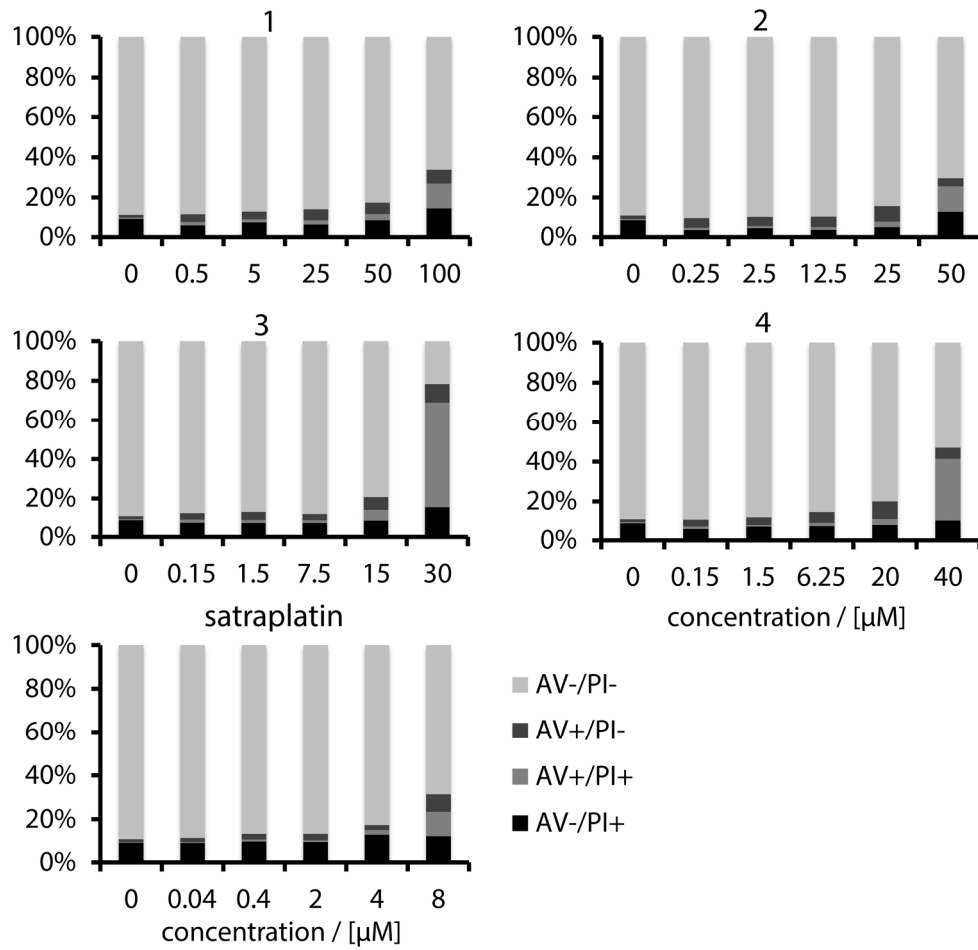 1
100%
80%
60%
40%
20%
0%
0 0.5 5 25 50 100
2
100%
80%
60%
40%
20%
0%
0 0.25 2.5 12.5 25 50
3
100%
80%
60%
40%
20%
0%
0 0.15 1.5 7.5 15 30
4
100%
80%
60%
40%
20%
0%
0 0.15 1.5 6.25 20 40
concentration / [µM]
satraplatin
100%
80%
60%
40%
20%
0%
0 0.04 0.4 2 4 8
concentration / [µM]
AV-/PI-
AV+/PI-
AV+/PI+
AV-/PI+